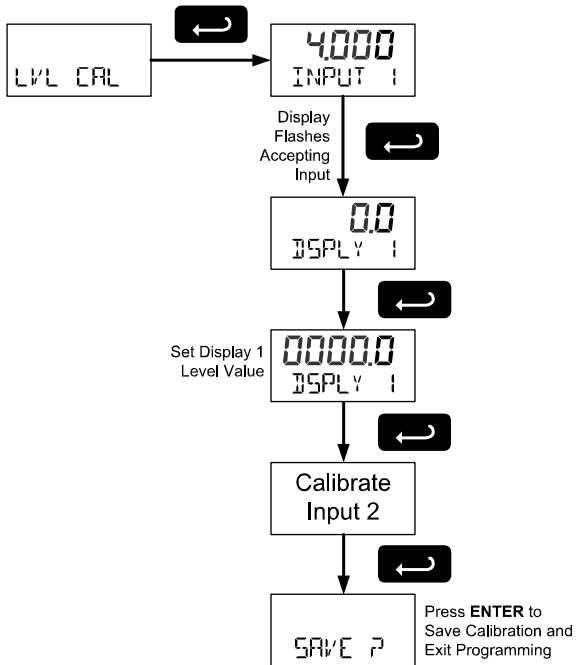 LVL CAL
4.000
INPUT 1
Display
Flashes
Accepting
Input
0.0
DSPLY 1
Set Display 1
Level Value
0000.0
DSPLY 1
Calibrate
Input 2
SAVE ?
Press ENTER to
Save Calibration and
Exit Programming